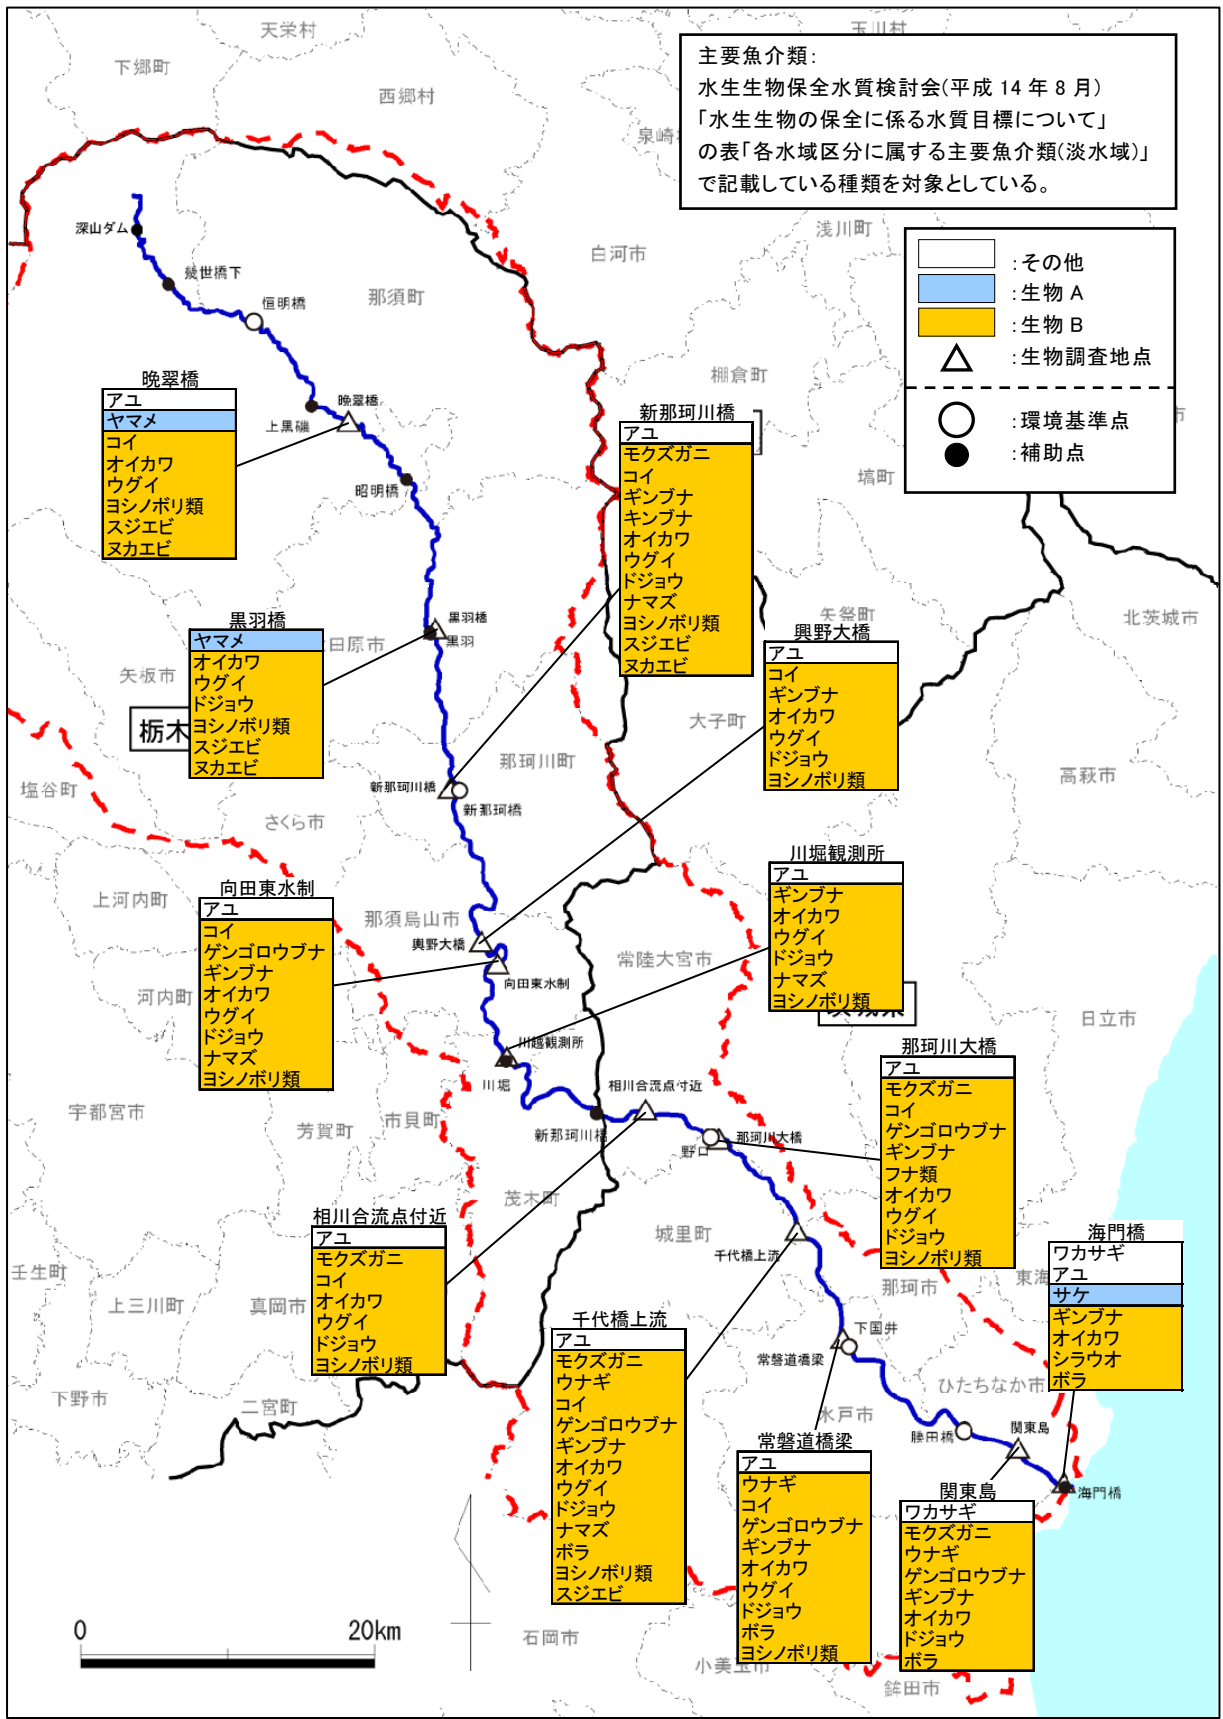 天栄村
玉川村
下郷町
西郷村
泉崎
主要魚介類：
水生生物保全水質検討会(平成 14 年 8 月)
「水生生物の保全に係る水質目標について」
の表「各水域区分に属する主要魚介類(淡水域)」
で記載している種類を対象としている。
浅川町
白河市
深山ダム
：その他
：生物 A
：生物 B
：生物調査地点
：環境基準点
：補助点
幾世橋下
恒明橋
那須町
棚倉町
市
塙町
晩翠橋
アユ
ヤマメ
コイ
オイカワ
ウグイ
ヨシノボリ類
スジエビ
ヌカエビ
晩翠橋
上黒磯
昭明橋
新那珂川橋
アユ
モクズガニ
コイ
ギンブナ
キンブナ
オイカワ
ウグイ
ドジョウ
ナマズ
ヨシノボリ類
スジエビ
ヌカエビ
黒羽橋
ヤマメ
オイカワ
ウグイ
ドジョウ
ヨシノボリ類
スジエビ
ヌカエビ
黒羽橋
黒羽
田原市
矢板市
栃木
矢祭町
北茨城市
興野大橋
アユ
コイ
ギンブナ
オイカワ
ウグイ
ドジョウ
ヨシノボリ類
大子町
那珂川町
高萩市
塩谷町
新那珂川橋
新那珂橋
さくら市
川堀観測所
アユ
ギンブナ
オイカワ
ウグイ
ドジョウ
ナマズ
ヨシノボリ類
向田東水制
アユ
コイ
ゲンゴロウブナ
ギンブナ
オイカワ
ウグイ
ドジョウ
ナマズ
ヨシノボリ類
上河内町
那須烏山市
興野大橋
向田東水制
常陸大宮市
河内町
日立市
川越観測所
川堀
那珂川大橋
アユ
モクズガニ
コイ
ゲンゴロウブナ
ギンブナ
フナ類
オイカワ
ウグイ
ドジョウ
ヨシノボリ類
相川合流点付近
宇都宮市
芳賀町
市貝町
新那珂川橋
那珂川大橋
野口
茂木町
城里町
相川合流点付近
アユ
モクズガニ
コイ
オイカワ
ウグイ
ドジョウ
ヨシノボリ類
海門橋
ワカサギ
アユ
サケ
ギンブナ
オイカワ
シラウオ
ボラ
千代橋上流
壬生町
上三川町
真岡市
那珂市
東海
千代橋上流
アユ
モクズガニ
ウナギ
コイ
ゲンゴロウブナ
ギンブナ
オイカワ
ウグイ
ドジョウ
ナマズ
ボラ
ヨシノボリ類
スジエビ
下国井
常磐道橋梁
下野市
二宮町
ひたちなか市
水戸市
勝田橋
関東島
海門橋
常磐道橋梁
アユ
ウナギ
コイ
ゲンゴロウブナ
ギンブナ
オイカワ
ウグイ
ドジョウ
ボラ
ヨシノボリ類
関東島
ワカサギ
モクズガニ
ウナギ
ゲンゴロウブナ
ギンブナ
オイカワ
ドジョウ
ボラ
0
20km
石岡市
小美玉市
鉾田市